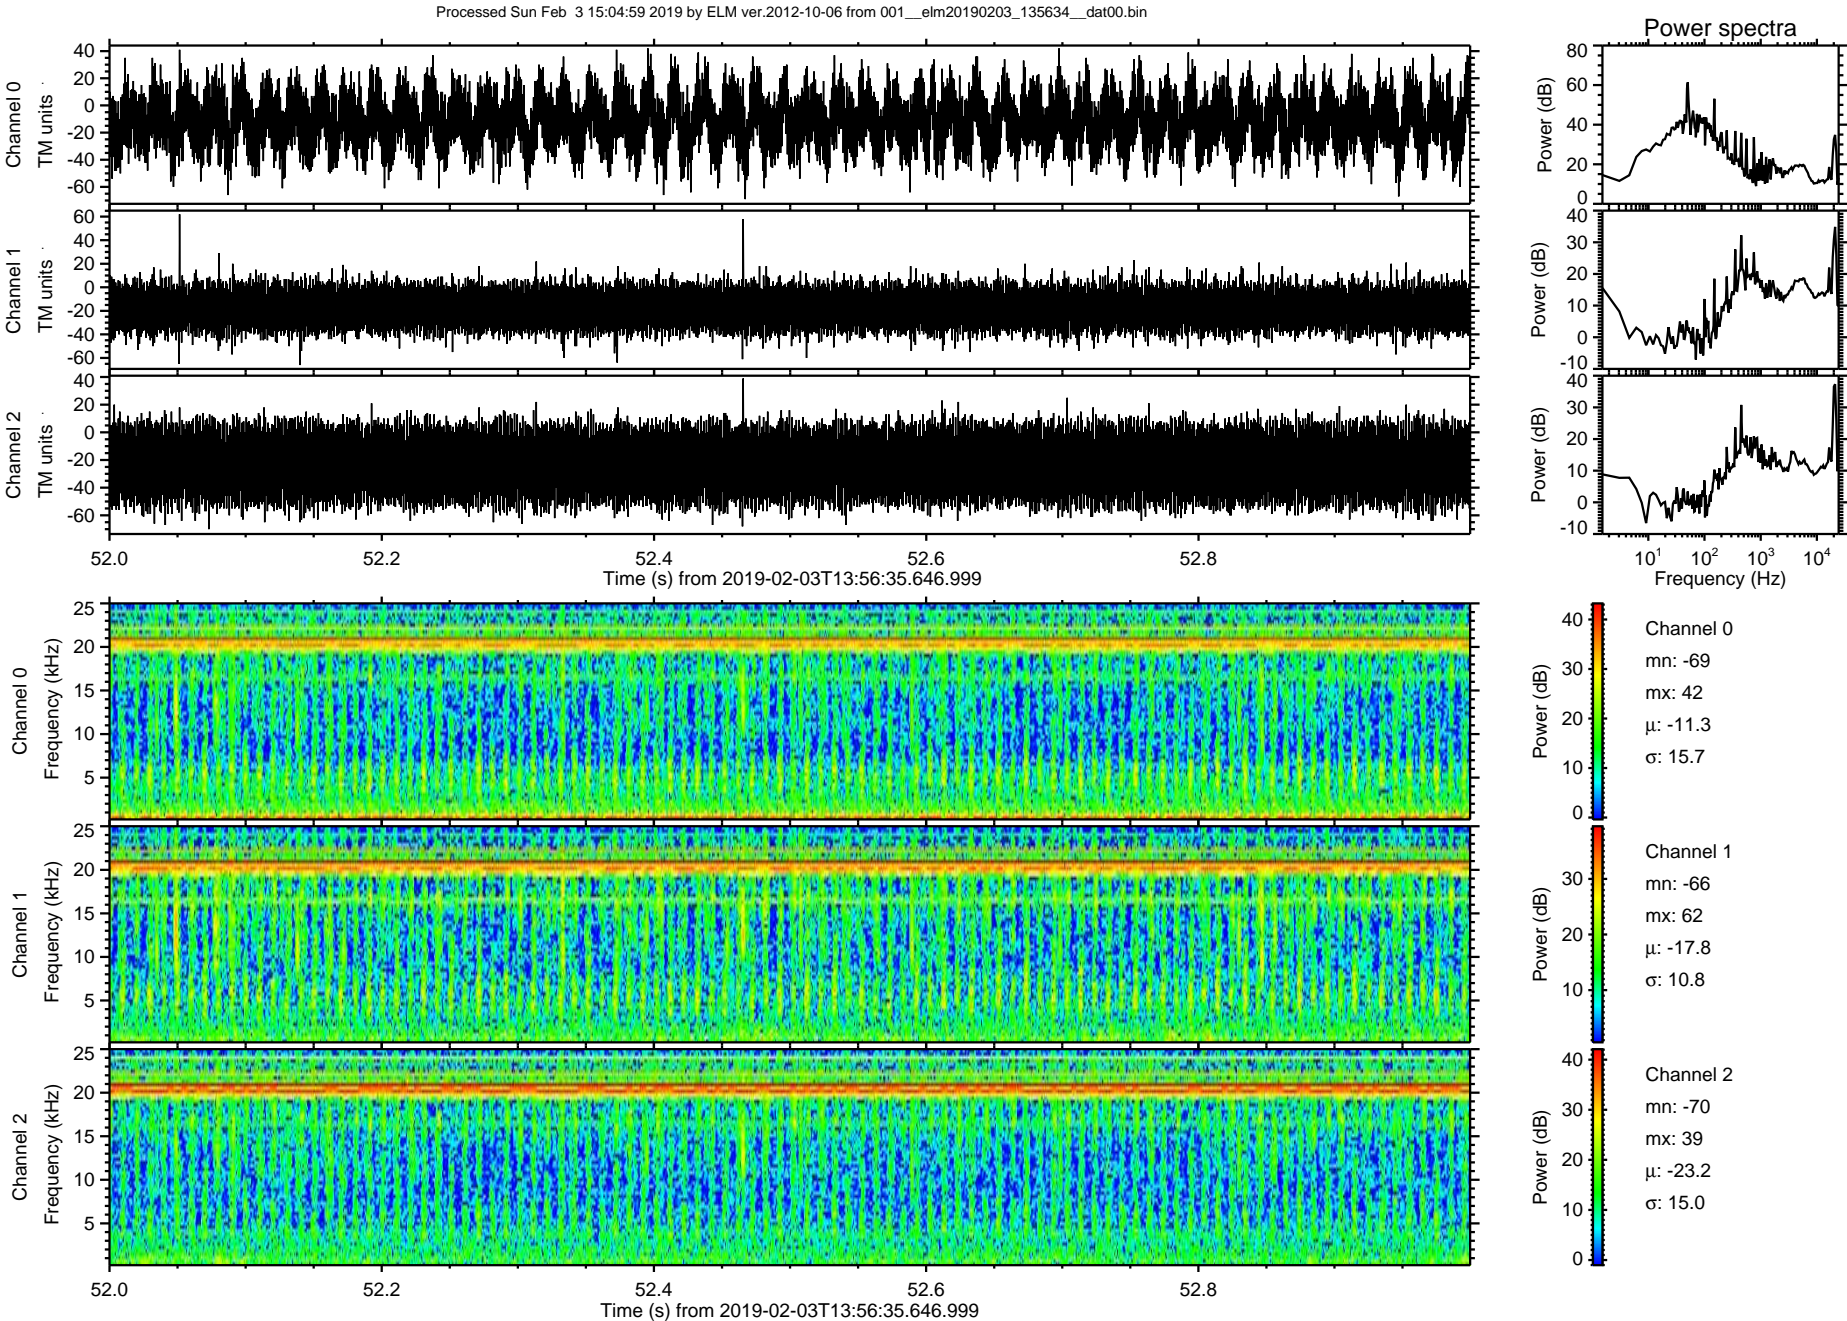 Processed Sun Feb  3 15:04:59 2019 by ELM ver.2012-10-06 from 001__elm20190203_135634__dat00.bin
Power spectra
Channel 0
TM units
40
20
0
-20
-40
-60
Power (dB)
80
60
40
20
0
Channel 1
TM units
60
40
20
0
-20
-40
-60
Power (dB)
40
30
20
10
0
-10
Channel 2
TM units
40
20
0
-20
-40
-60
Power (dB)
40
30
20
10
0
-10
52.0 52.2 52.4 52.6 52.8
Time (s) from 2019-02-03T13:56:35.646.999
10¹ 10² 10³ 10⁴
Frequency (Hz)
Channel 0
Frequency (kHz)
25
20
15
10
5
Power (dB)
40
30
20
10
0
Channel 0
mn: -69
mx: 42
μ: -11.3
σ: 15.7
Channel 1
Frequency (kHz)
25
20
15
10
5
Power (dB)
30
20
10
Channel 1
mn: -66
mx: 62
μ: -17.8
σ: 10.8
Channel 2
Frequency (kHz)
25
20
15
10
5
Power (dB)
40
30
20
10
0
Channel 2
mn: -70
mx: 39
μ: -23.2
σ: 15.0
52.0 52.2 52.4 52.6 52.8
Time (s) from 2019-02-03T13:56:35.646.999